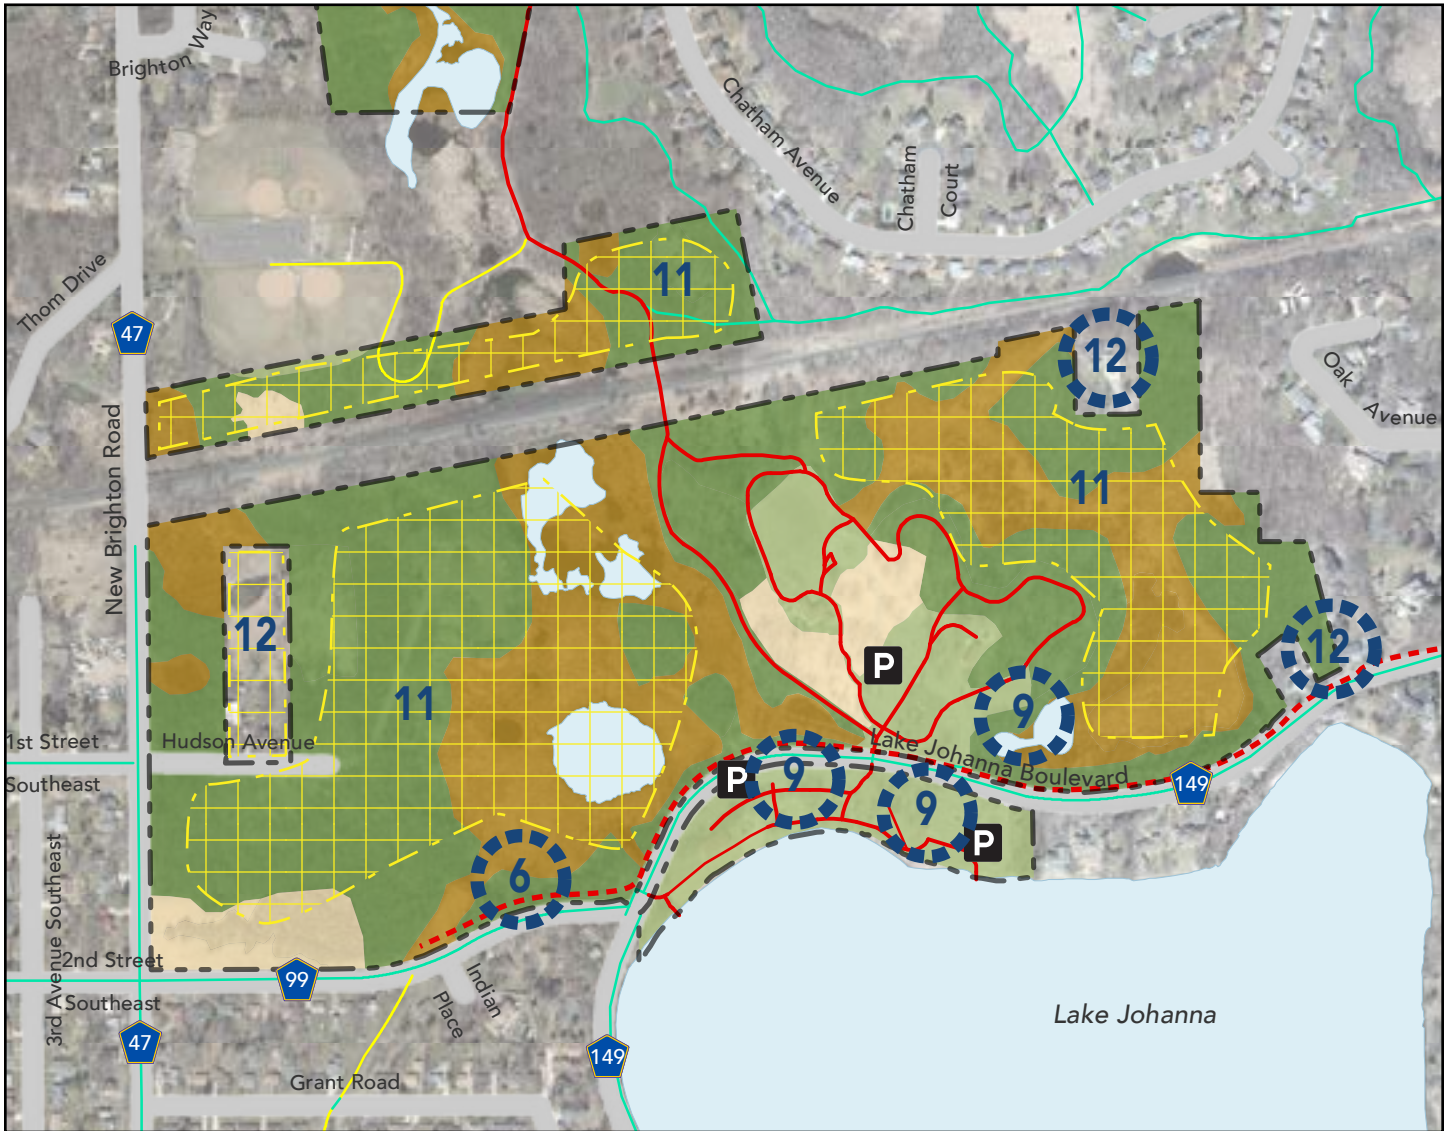 Brighton
Way
Chatham Avenue
Chatham
Court
11
Thom Drive
47
12
Oak
Avenue
New Brighton Road
11
12
12
P
11
9
1st Street
Southeast
Hudson Avenue
Lake Johanna Boulevard
P
9
149
9
P
6
3rd Avenue Southeast
2nd Street
Southeast
99
Indian
Place
Lake Johanna
47
149
Grant Road